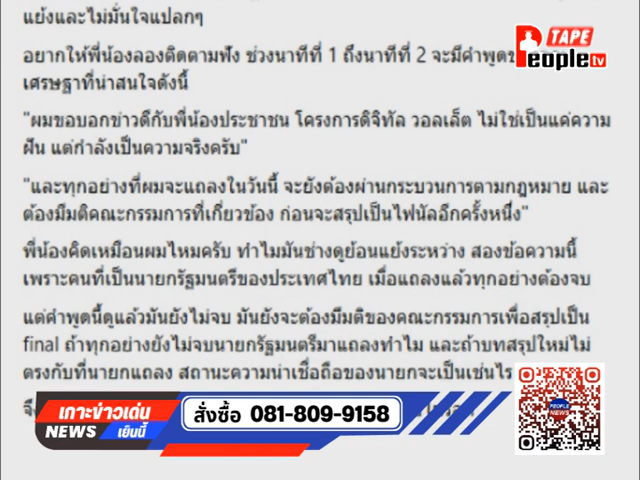 แย้งและไม่มั่นใจแปลกๆ
อยากให้พี่น้องลองติดตามฟัง ช่วงนาทีที่ 1 ถึงนาทีที่ 2 จะมีคำพูด
เศรษฐาที่น่าสนใจดังนี้
"ผมขอบอกข่าวดีกับพี่น้องประชาชน โครงการดิจิทัล วอลเล็ต ไม่ใช่เป็นแค่ความ
ฝัน แต่กำลังเป็นความจริงครับ"
"และทุกอย่างที่ผมจะแถลงในวันนี้ จะยังต้องผ่านกระบวนการตามกฎหมาย และ
ต้องมีมติคณะกรรมการที่เกี่ยวข้อง ก่อนจะสรุปเป็นไฟนัลอีกครั้งหนึ่ง"
พี่น้องคิดเหมือนผมไหมครับ ทำไมมันช่างดูย้อนแย้งระหว่าง สองข้อความนี้
เพราะคนที่เป็นนายกรัฐมนตรีของประเทศไทย เมื่อแถลงแล้วทุกอย่างต้องจบ
แต่คำพูดนี้ดูแล้วมันยังไม่จบ มันยังจะต้องมีมติของคณะกรรมการเพื่อสรุปเป็น
final ถ้าทุกอย่างยังไม่จบนายกรัฐมนตรีมาแถลงทำไม และถ้าบทสรุปใหม่ไม่
ตรงกับที่นายกแถลง สถานะความน่าเชื่อถือของนายกจะเป็นเช่นไร
TAPE
People tv
เกาะข่าวเด่น
NEWS เย็นนี้
สั่งซื้อ 081-809-9158
PEOPLE
NEWS